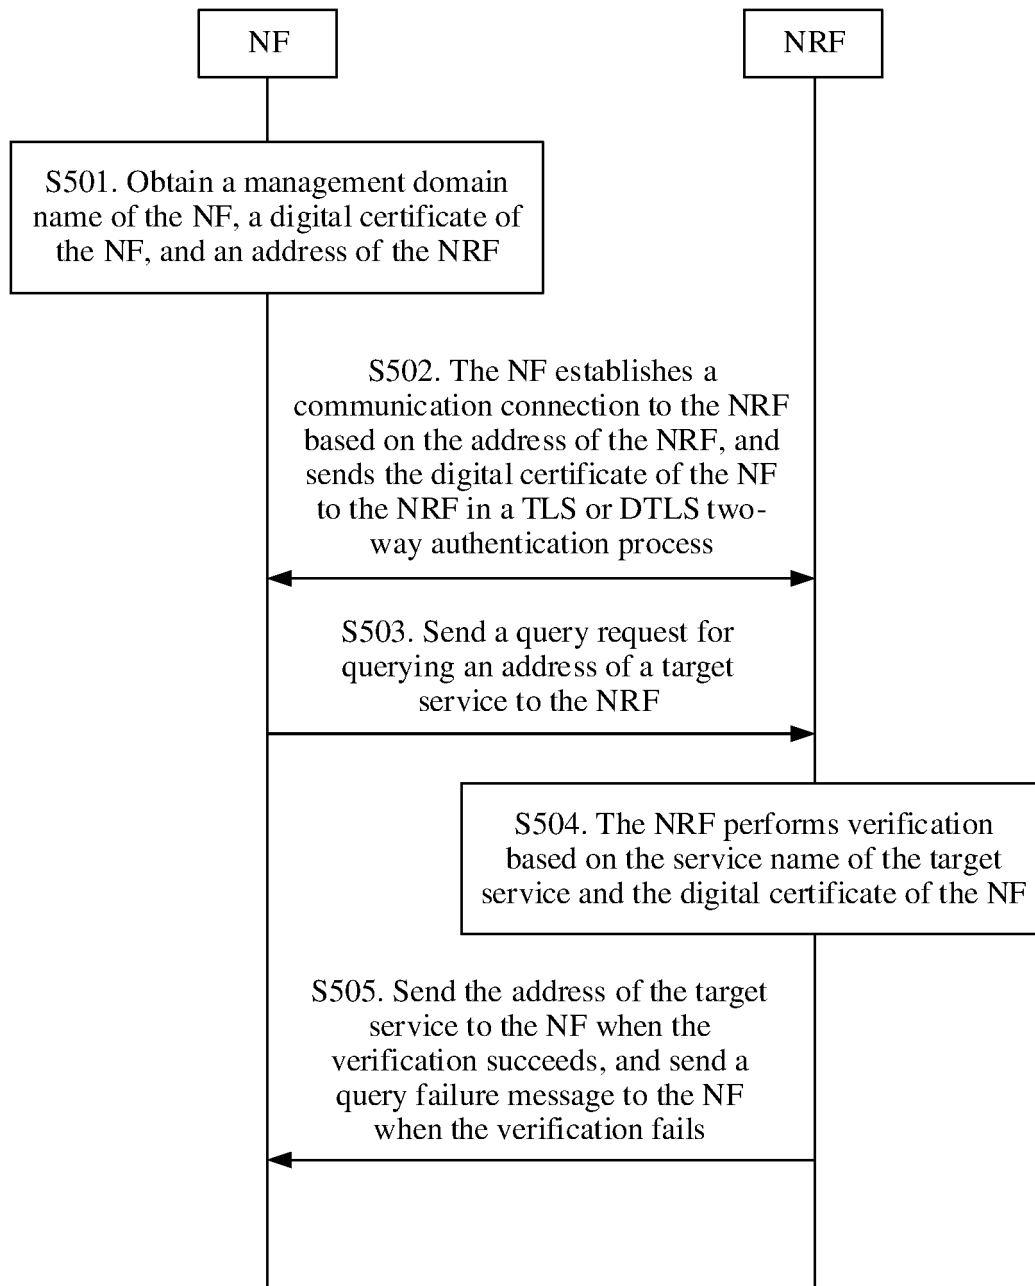 NF
NRF
S501. Obtain a management domain
name of the NF, a digital certificate of
the NF, and an address of the NRF
S502. The NF establishes a
communication connection to the NRF
based on the address of the NRF, and
sends the digital certificate of the NF
to the NRF in a TLS or DTLS two-
way authentication process
S503. Send a query request for
querying an address of a target
service to the NRF
S504. The NRF performs verification
based on the service name of the target
service and the digital certificate of the NF
S505. Send the address of the target
service to the NF when the
verification succeeds, and send a
query failure message to the NF
when the verification fails